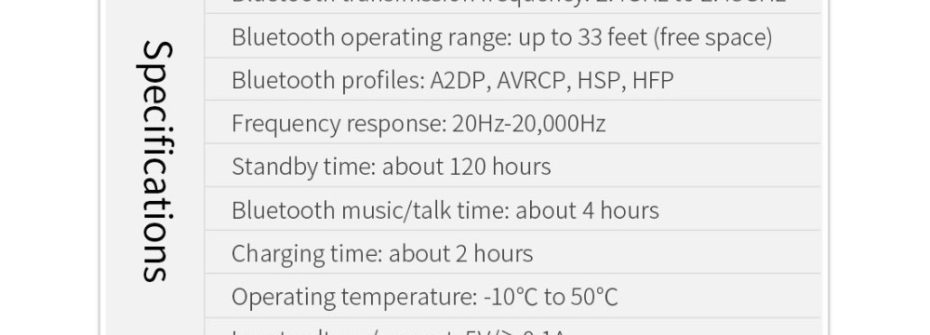 Specifications
Bluetooth operating range: up to 33 feet (free space)
Bluetooth profiles: A2DP, AVRCP, HSP, HFP
Frequency response: 20Hz-20,000Hz
Standby time: about 120 hours
Bluetooth music/talk time: about 4 hours
Charging time: about 2 hours
Operating temperature: -10℃ to 50℃